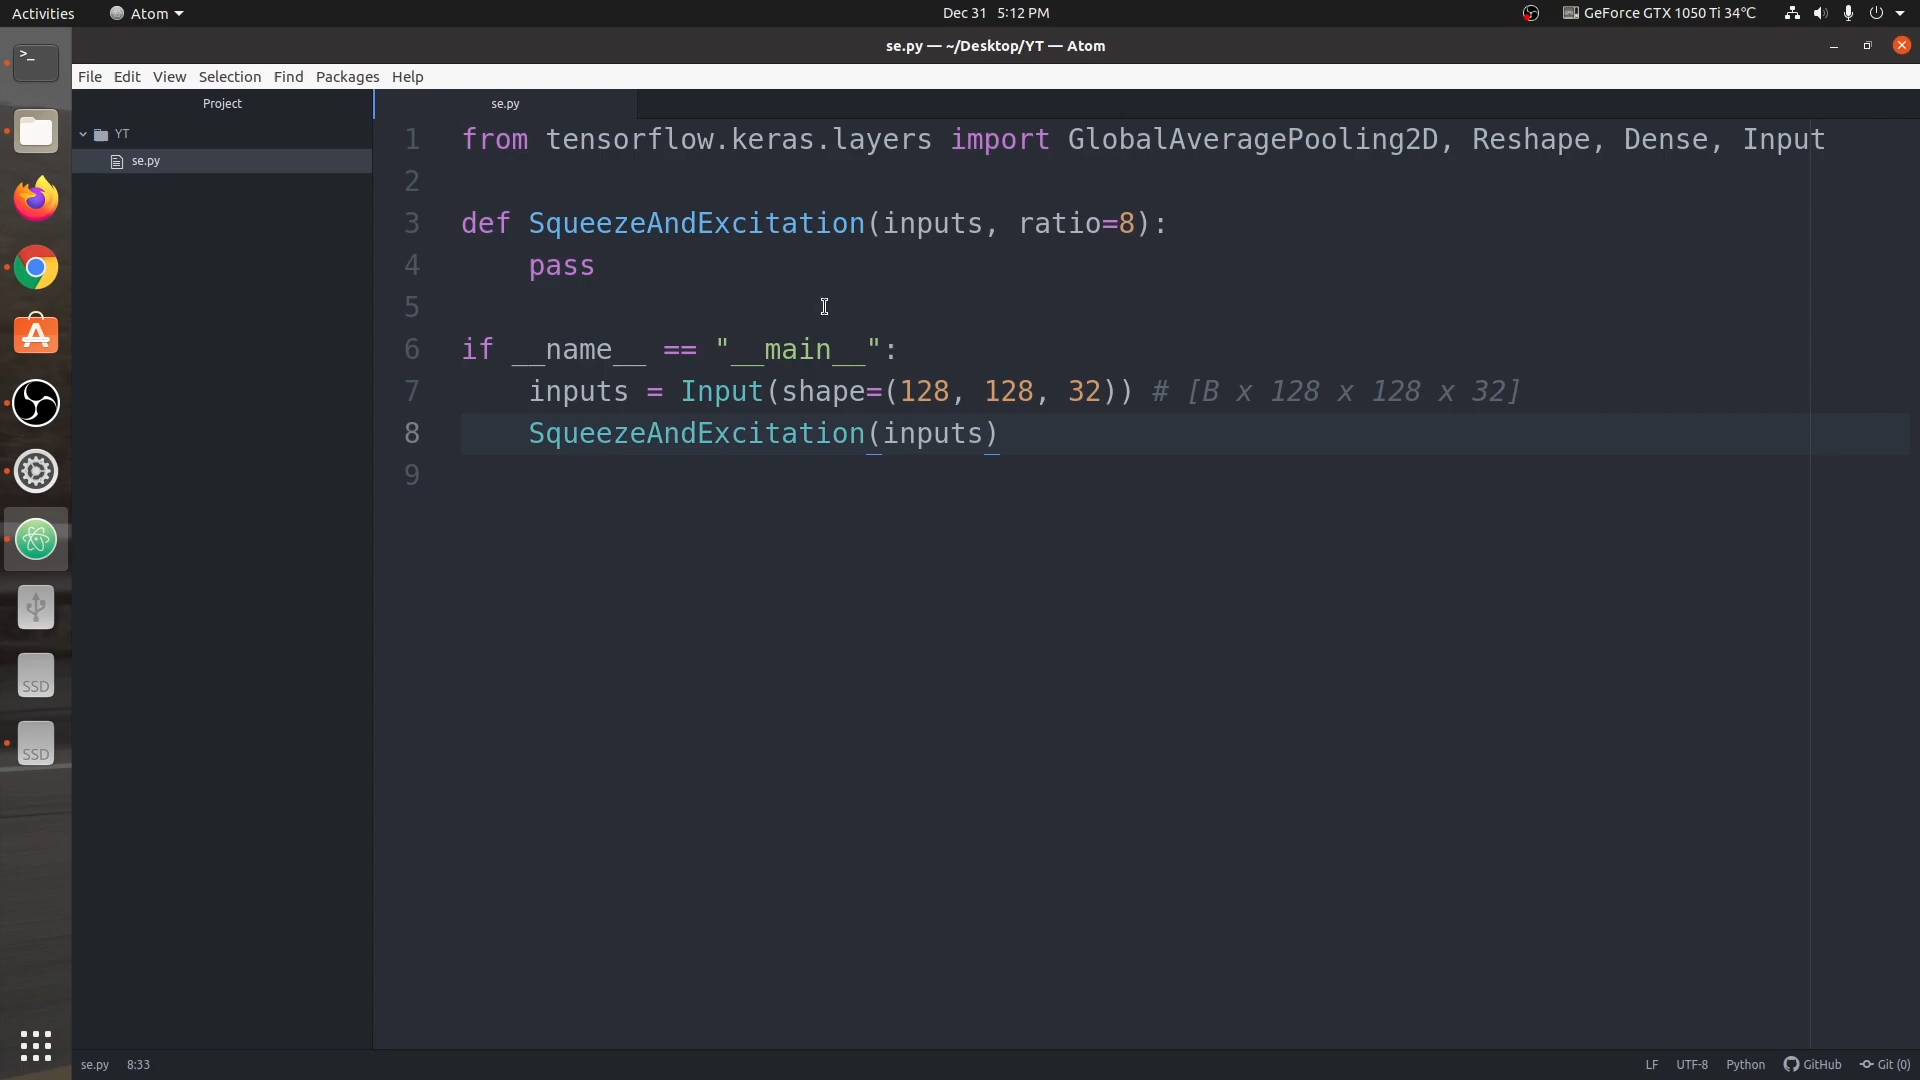 Activities Atom Dec 31 5:12 PM GeForce GTX 1050 Ti 34°C
se.py — ~/Desktop/YT — Atom
File Edit View Selection Find Packages Help
Project se.py
YT
se.py
1 from tensorflow.keras.layers import GlobalAveragePooling2D, Reshape, Dense, Input
2
3 def SqueezeAndExcitation(inputs, ratio=8):
4     pass
5
6 if __name__ == "__main__":
7     inputs = Input(shape=(128, 128, 32)) # [B x 128 x 128 x 32]
8     SqueezeAndExcitation(inputs)
9
SSD
SSD
se.py 8:33 LF UTF-8 Python GitHub Git (0)